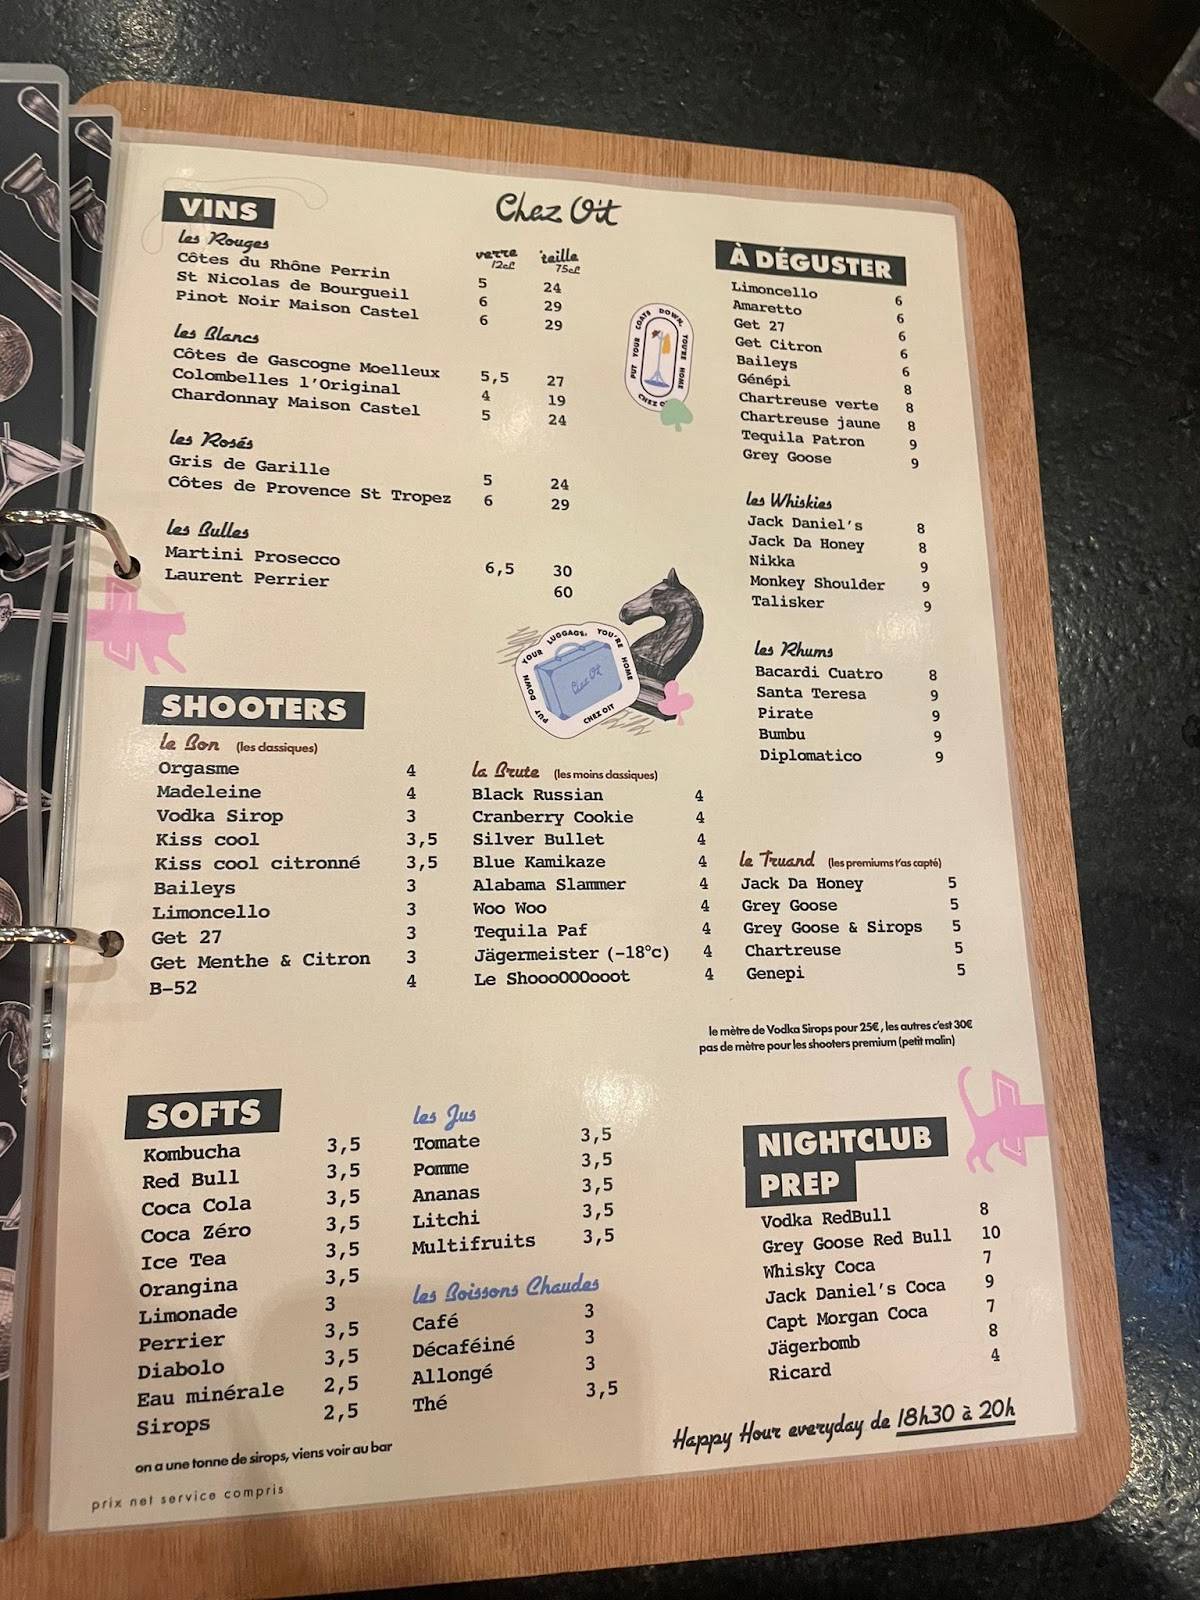 Chez Oït
VINS
les Rouges verre 12cl 'teille 75cl
Côtes du Rhône Perrin 5 24
St Nicolas de Bourgueil 6 29
Pinot Noir Maison Castel 6 29
les Blancs
Côtes de Gascogne Moelleux 5,5 27
Colombelles l'Original 4 19
Chardonnay Maison Castel 5 24
les Rosés
Gris de Garille 5 24
Côtes de Provence St Tropez 6 29
les Bulles
Martini Prosecco 6,5 30
Laurent Perrier 60
PUT YOUR COATS DOWN, YOU'RE HOME
À DÉGUSTER
Limoncello 6
Amaretto 6
Get 27 6
Get Citron 6
Baileys 6
Génépi 8
Chartreuse verte 8
Chartreuse jaune 8
Tequila Patron 9
Grey Goose 9
les Whiskies
Jack Daniel's 8
Jack Da Honey 8
Nikka 9
Monkey Shoulder 9
Talisker 9
les Rhums
Bacardi Cuatro 8
Santa Teresa 9
Pirate 9
Bumbu 9
Diplomatico 9
PUT DOWN YOUR LUGGAGE, YOU'RE HOME
CHEZ OIT
Chez Oït
SHOOTERS
le Bon (les classiques)
Orgasme 4
Madeleine 4
Vodka Sirop 3
Kiss cool 3,5
Kiss cool citronné 3,5
Baileys 3
Limoncello 3
Get 27 3
Get Menthe & Citron 3
B-52 4
la Brute (les moins classiques)
Black Russian 4
Cranberry Cookie 4
Silver Bullet 4
Blue Kamikaze 4
Alabama Slammer 4
Woo Woo 4
Tequila Paf 4
Jägermeister (-18°c) 4
Le ShoooOOOooot 4
le Truand (les premiums t'as capté)
Jack Da Honey 5
Grey Goose 5
Grey Goose & Sirops 5
Chartreuse 5
Genepi 5
le mètre de Vodka Sirops pour 25€, les autres c'est 30€
pas de mètre pour les shooters premium (petit malin)
SOFTS
Kombucha 3,5
Red Bull 3,5
Coca Cola 3,5
Coca Zéro 3,5
Ice Tea 3,5
Orangina 3,5
Limonade 3
Perrier 3,5
Diabolo 3,5
Eau minérale 2,5
Sirops 2,5
on a une tonne de sirops, viens voir au bar
prix net service compris
les Jus
Tomate 3,5
Pomme 3,5
Ananas 3,5
Litchi 3,5
Multifruits 3,5
les Boissons Chaudes
Café 3
Décaféiné 3
Allongé 3
Thé 3,5
NIGHTCLUB
PREP
Vodka RedBull 8
Grey Goose Red Bull 10
Whisky Coca 7
Jack Daniel's Coca 9
Capt Morgan Coca 7
Jägerbomb 8
Ricard 4
Happy Hour everyday de 18h30 à 20h